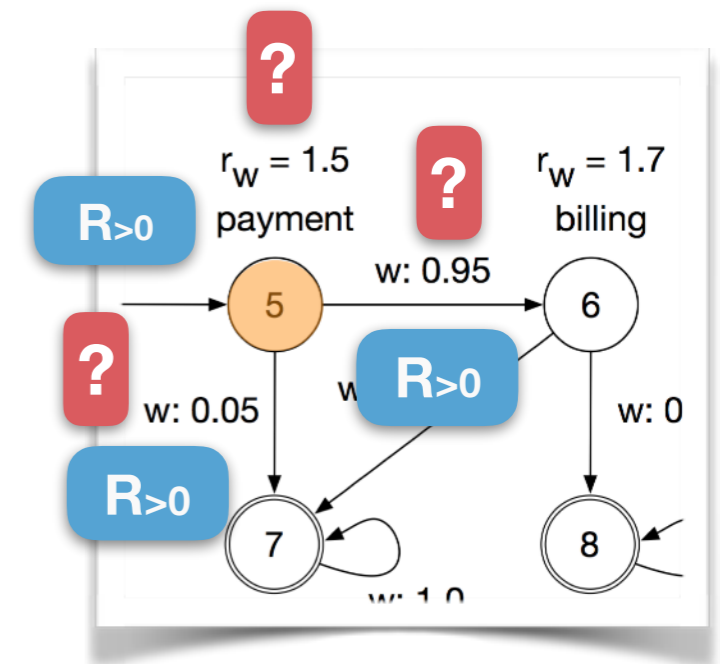 ?
r_w = 1.5
?
r_w = 1.7
R>0
payment
billing
w: 0.95
5
6
?
R>0
w: 0.05
w
w: 0
R>0
7
8